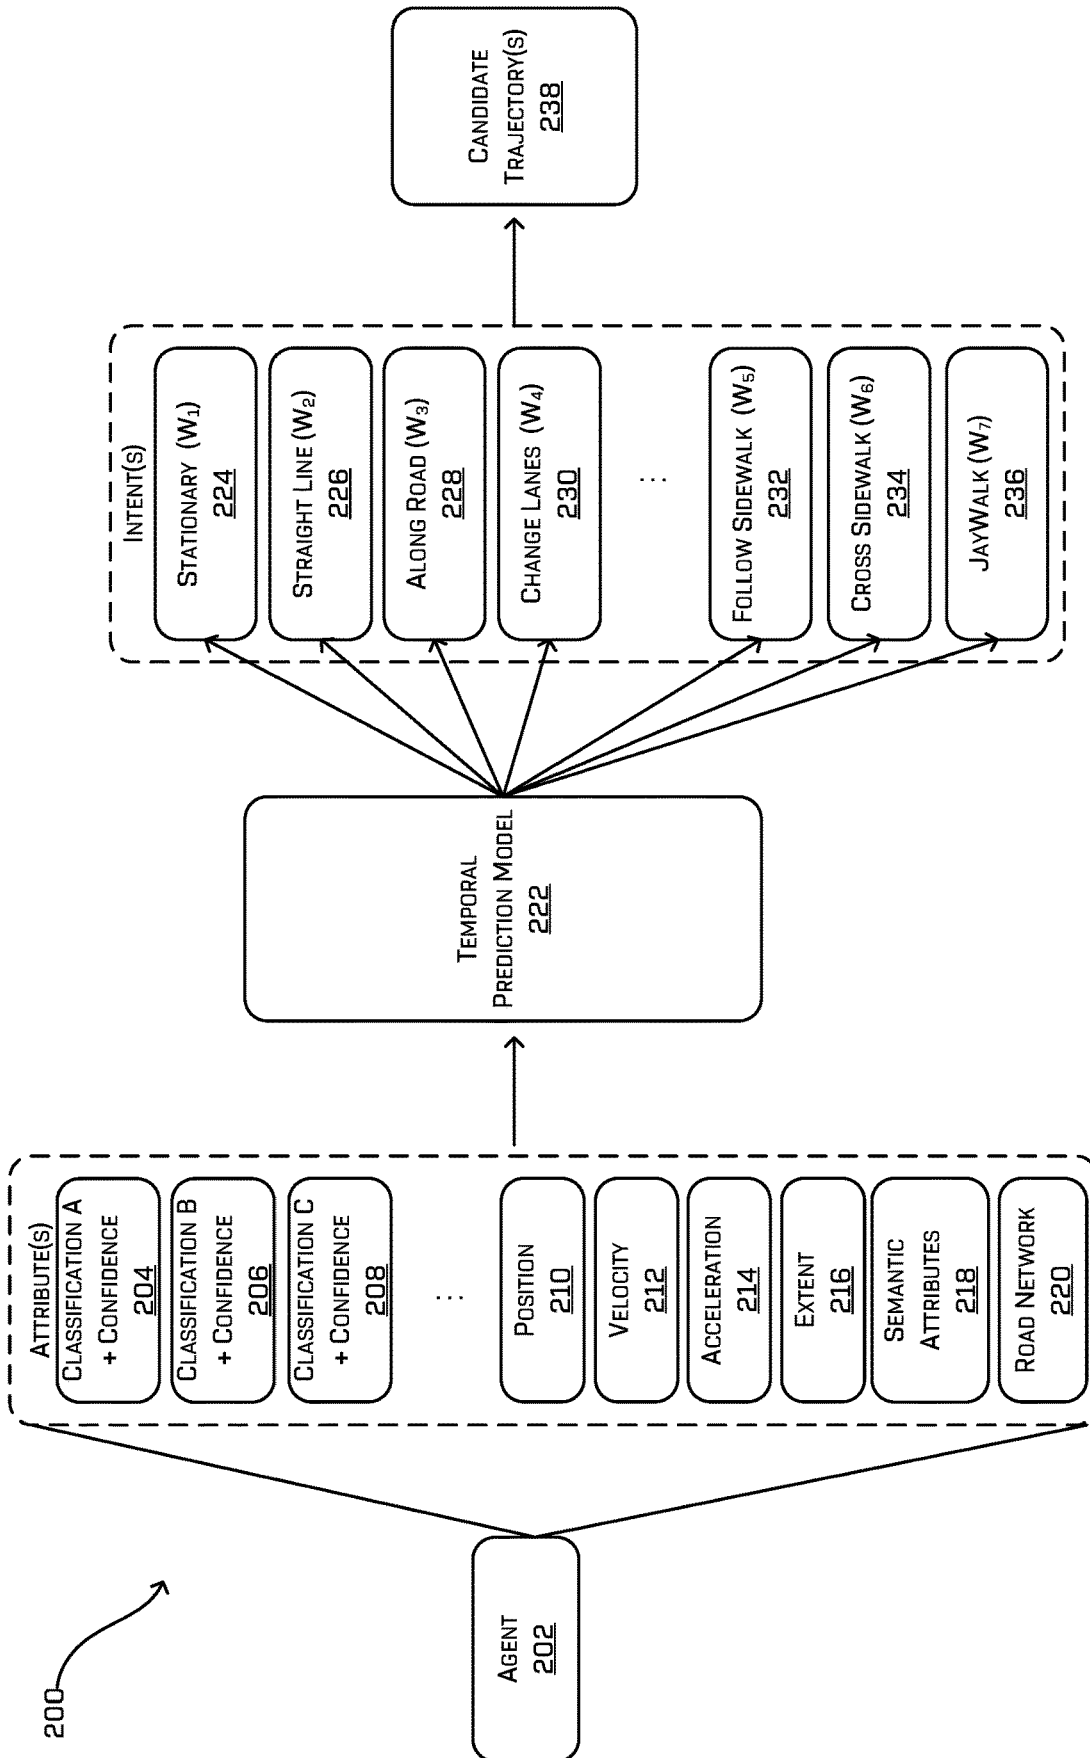 200
Agent
202
Attribute(s)
Classification A
+ Confidence
204
Classification B
+ Confidence
206
Classification C
+ Confidence
208
...
Position
210
Velocity
212
Acceleration
214
Extent
216
Semantic
Attributes
218
Road Network
220
Temporal
Prediction Model
222
Intent(s)
Stationary (W₁)
224
Straight Line (W₂)
226
Along Road (W₃)
228
Change Lanes (W₄)
230
...
Follow Sidewalk (W₅)
232
Cross Sidewalk (W₆)
234
JayWalk (W₇)
236
Candidate
Trajectory(s)
238